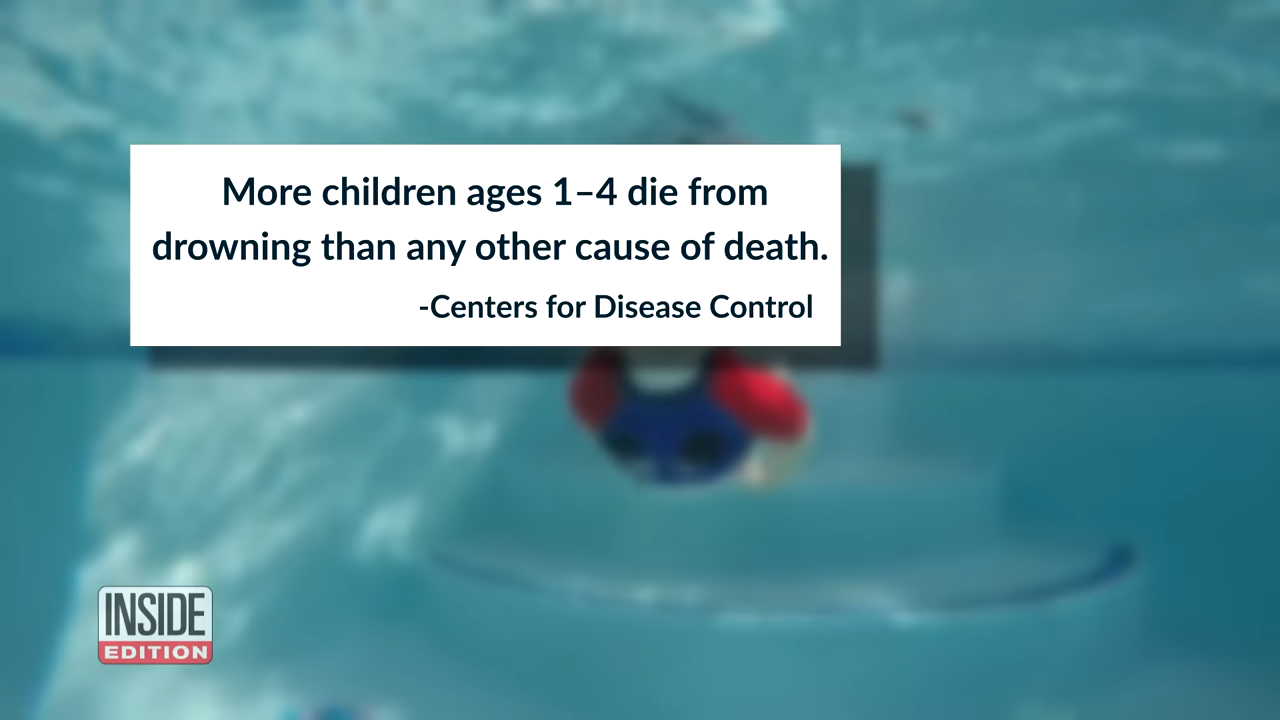 More children ages 1–4 die from
drowning than any other cause of death.
-Centers for Disease Control
INSIDE
EDITION